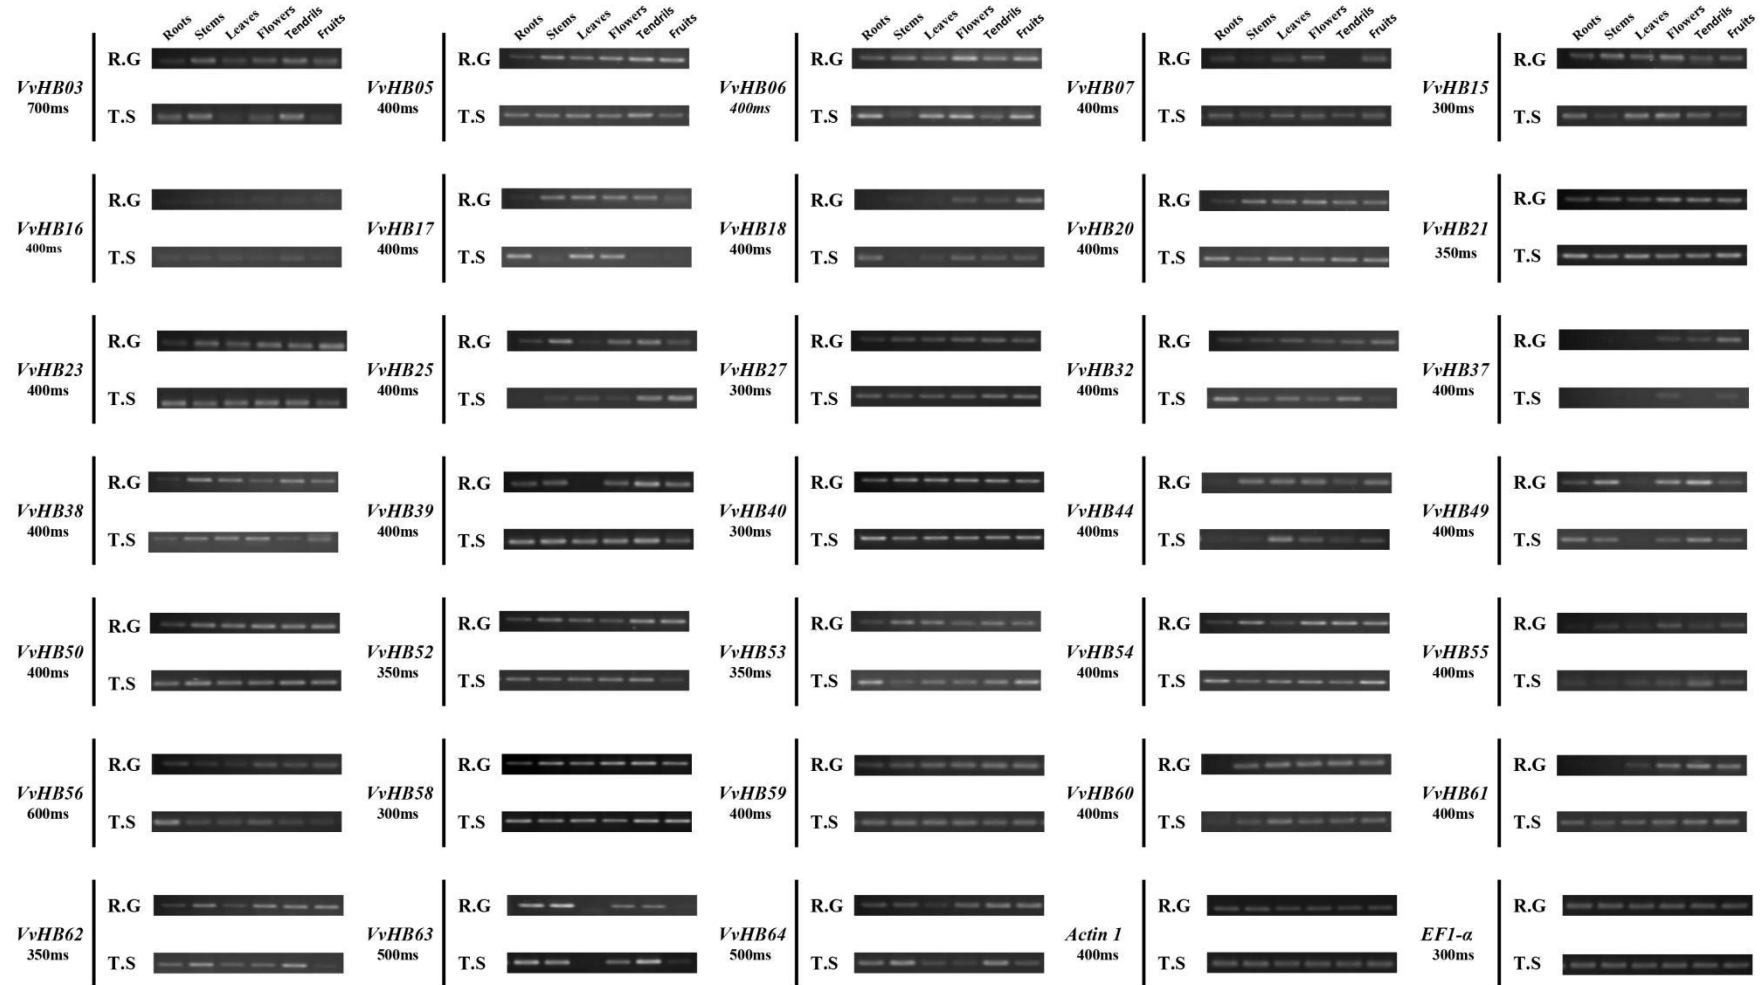 Roots Stems Leaves Flowers Tendrils Fruits Roots Stems Leaves Flowers Tendrils Fruits Roots Stems Leaves Flowers Tendrils Fruits Roots Stems Leaves Flowers Tendrils Fruits Roots Stems Leaves Flowers Tendrils Fruits
R.G R.G R.G R.G R.G
VvHB03 VvHB05 VvHB06 VvHB07 VvHB15
700ms 400ms 400ms 400ms 300ms
T.S T.S T.S T.S T.S
R.G R.G R.G R.G R.G
VvHB16 VvHB17 VvHB18 VvHB20 VvHB21
400ms 400ms 400ms 400ms 350ms
T.S T.S T.S T.S T.S
R.G R.G R.G R.G R.G
VvHB23 VvHB25 VvHB27 VvHB32 VvHB37
400ms 400ms 300ms 400ms 400ms
T.S T.S T.S T.S T.S
R.G R.G R.G R.G R.G
VvHB38 VvHB39 VvHB40 VvHB44 VvHB49
400ms 400ms 300ms 400ms 400ms
T.S T.S T.S T.S T.S
R.G R.G R.G R.G R.G
VvHB50 VvHB52 VvHB53 VvHB54 VvHB55
400ms 350ms 350ms 400ms 400ms
T.S T.S T.S T.S T.S
R.G R.G R.G R.G R.G
VvHB56 VvHB58 VvHB59 VvHB60 VvHB61
600ms 300ms 400ms 400ms 400ms
T.S T.S T.S T.S T.S
R.G R.G R.G R.G R.G
VvHB62 VvHB63 VvHB64 Actin 1 EF1-α
350ms 500ms 500ms 400ms 300ms
T.S T.S T.S T.S T.S